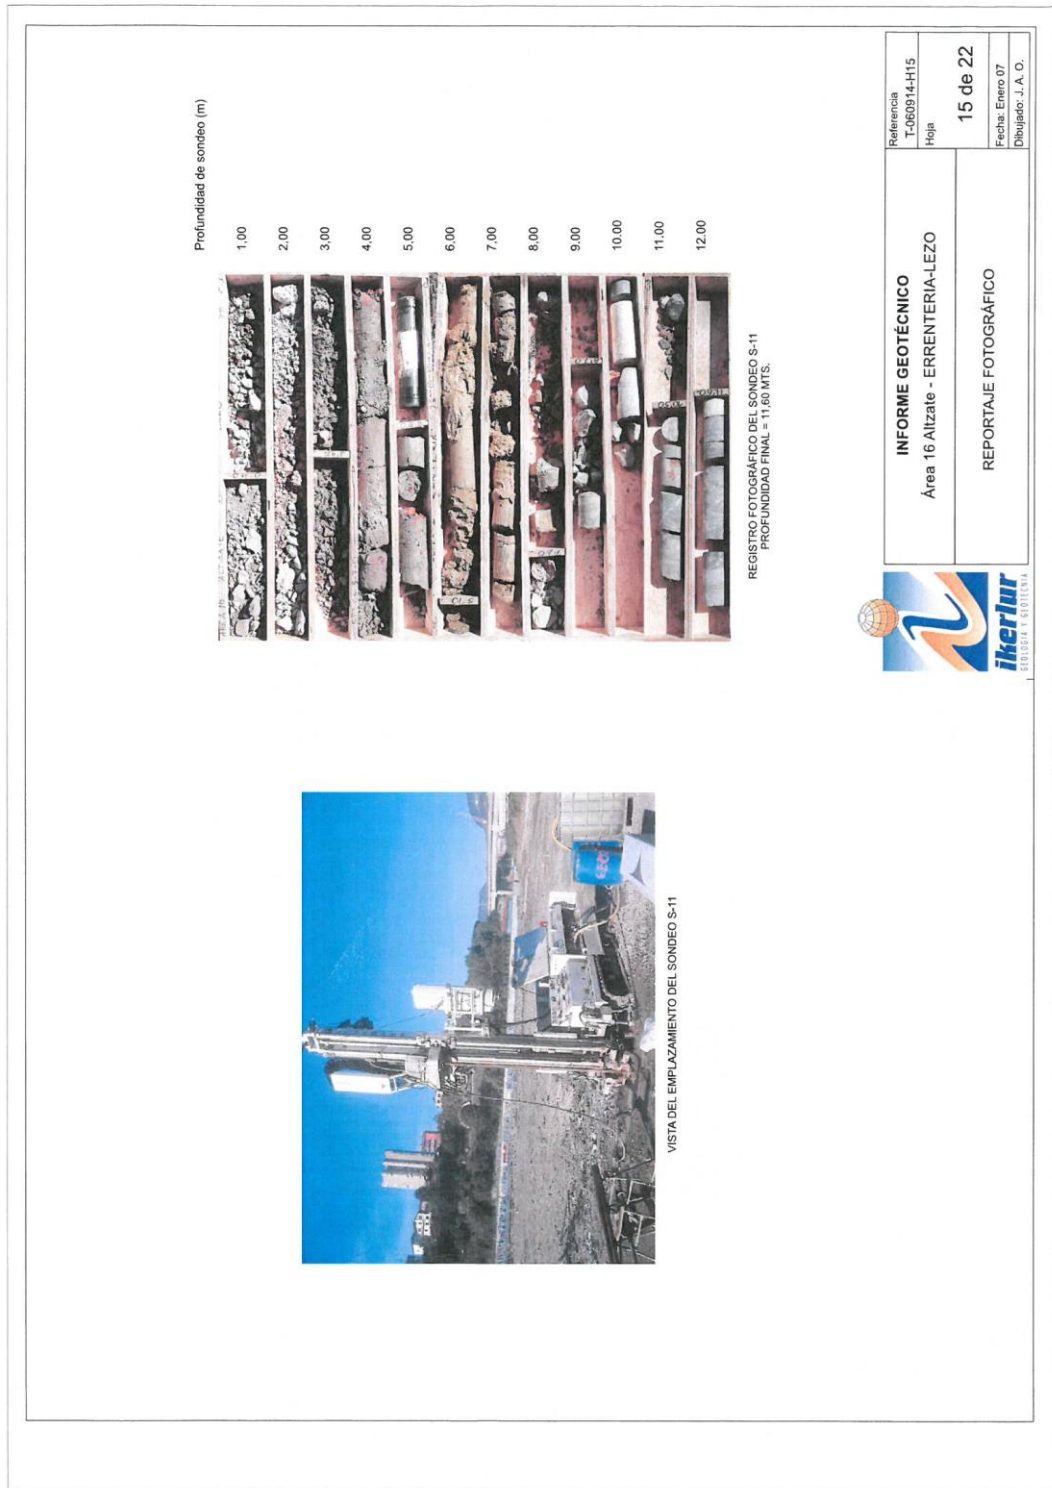 Profundidad de sondeo (m)
1.00
2.00
3.00
4.00
5.00
6.00
7.00
8.00
9.00
10.00
11.00
12.00
REGISTRO FOTOGRÁFICO DEL SONDEO S-11
PROFUNDIDAD FINAL = 11,60 MTS.
VISTA DEL EMPLAZAMIENTO DEL SONDEO S-11
ikerlur
GEOLOGIA Y GEOTECNIA
INFORME GEOTÉCNICO
Área 16 Altzate - ERRENTERIA-LEZO
REPORTAJE FOTOGRÁFICO
Referencia
T-060914-H15
Hoja
15 de 22
Fecha: Enero 07
Dibujado: J. A. O.